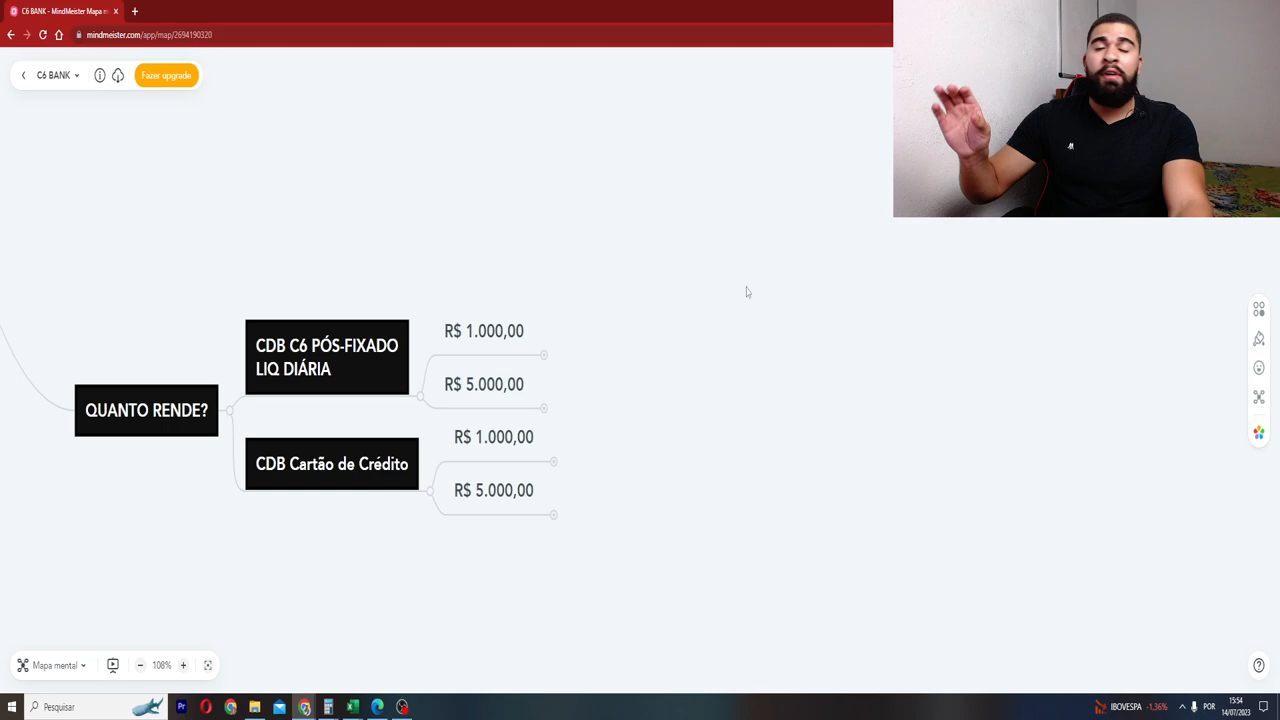 C6 BANK - MindMeister Mapa m
mindmeister.com/app/map/2694190320
C6 BANK
Fazer upgrade
QUANTO RENDE?
CDB C6 PÓS-FIXADO
LIQ DIÁRIA
R$ 1.000,00
R$ 5.000,00
CDB Cartão de Crédito
R$ 1.000,00
R$ 5.000,00
Mapa mental
108%
Pesquisar
Pr
IBOVESPA -1,36%
POR
15:54
14/07/2023